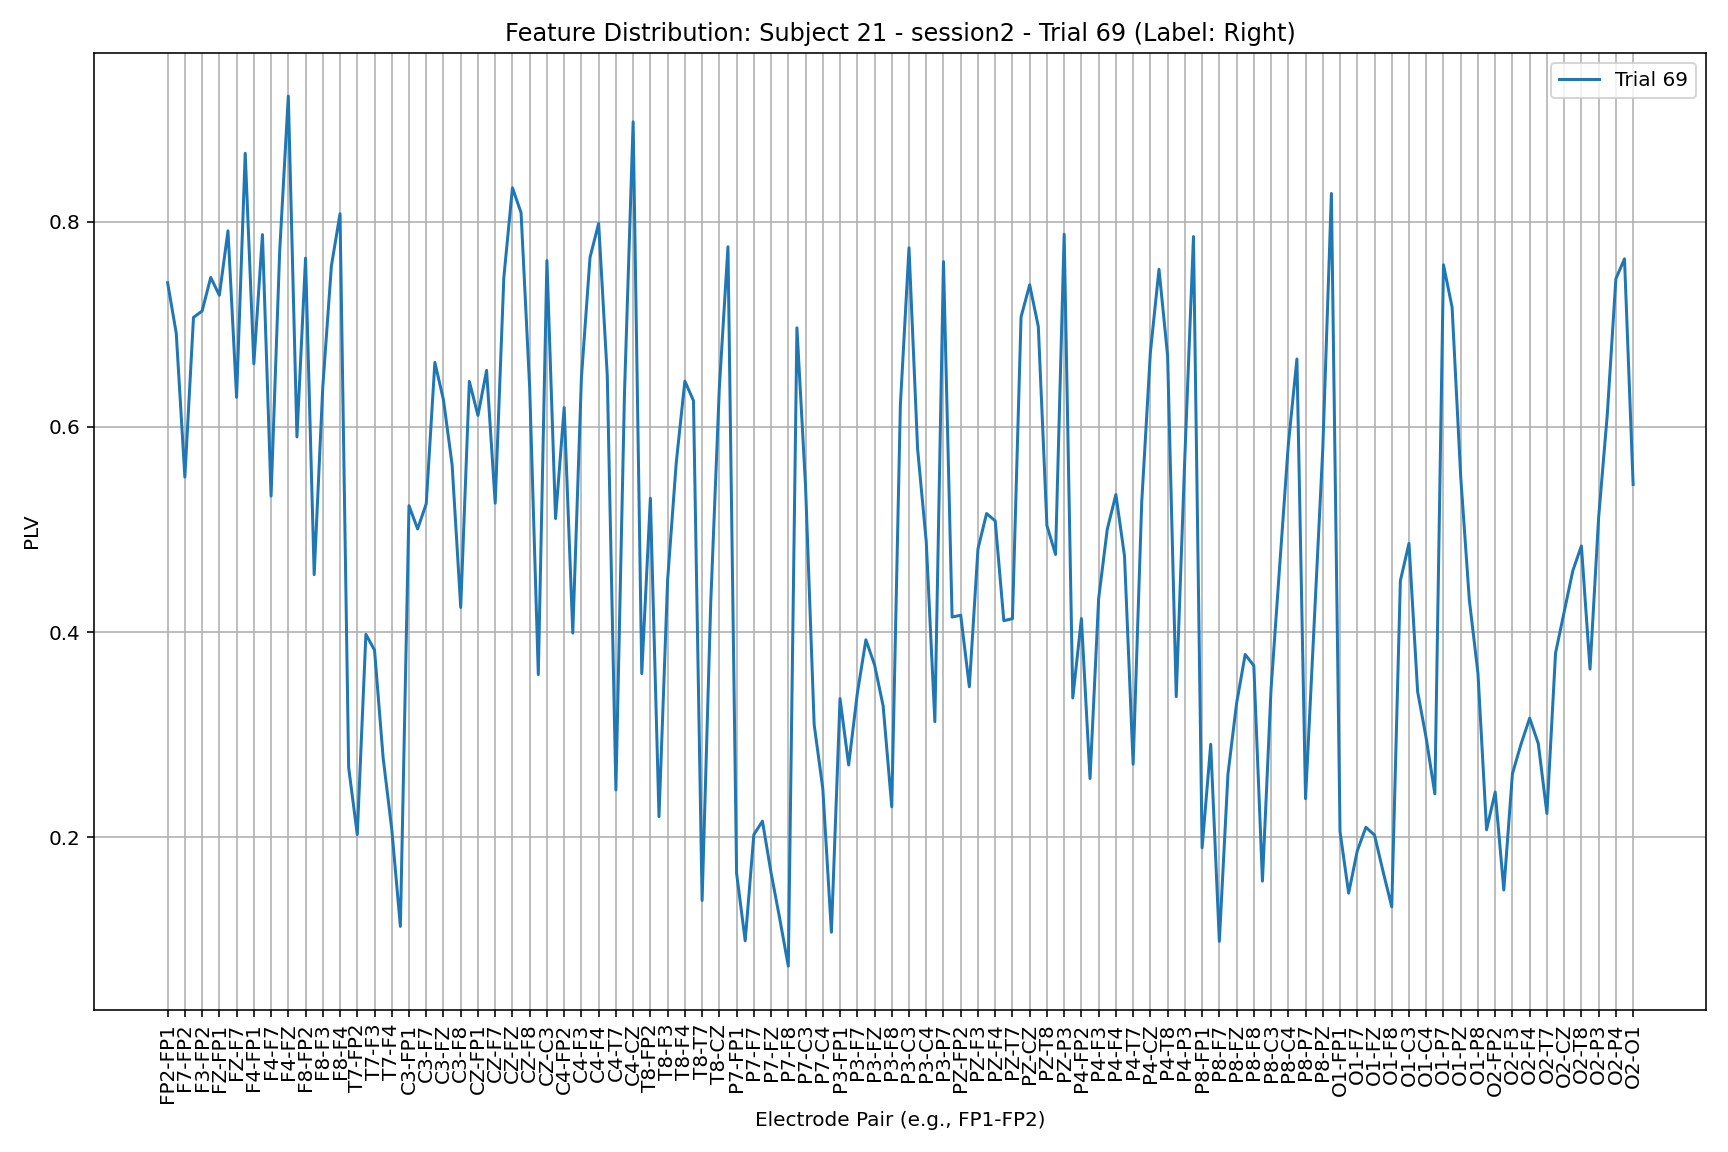 Feature Distribution: Subject 21 - session2 - Trial 69 (Label: Right)
Trial 69
PLV
0.8
0.6
0.4
0.2
FP2-FP1
F7-FP2
F3-FP2
FZ-FP1
FZ-F7
F4-FP1
F4-F7
F4-FZ
F8-FP2
F8-F3
F8-F4
T7-FP2
T7-F3
T7-F4
C3-FP1
C3-F7
C3-FZ
C3-F8
CZ-FP1
CZ-F7
CZ-FZ
CZ-F8
CZ-C3
C4-FP2
C4-F3
C4-F4
C4-T7
C4-CZ
T8-FP2
T8-F3
T8-F4
T8-T7
T8-CZ
P7-FP1
P7-F7
P7-FZ
P7-F8
P7-C3
P7-C4
P3-FP1
P3-F7
P3-FZ
P3-F8
P3-C3
P3-C4
P3-P7
PZ-FP2
PZ-F3
PZ-F4
PZ-T7
PZ-CZ
PZ-T8
PZ-P3
P4-FP2
P4-F3
P4-F4
P4-T7
P4-CZ
P4-T8
P4-P3
P8-FP1
P8-F7
P8-FZ
P8-F8
P8-C3
P8-C4
P8-P7
P8-PZ
O1-FP1
O1-F7
O1-FZ
O1-F8
O1-C3
O1-C4
O1-P7
O1-PZ
O1-P8
O2-FP2
O2-F3
O2-F4
O2-T7
O2-CZ
O2-T8
O2-P3
O2-P4
O2-O1
Electrode Pair (e.g., FP1-FP2)